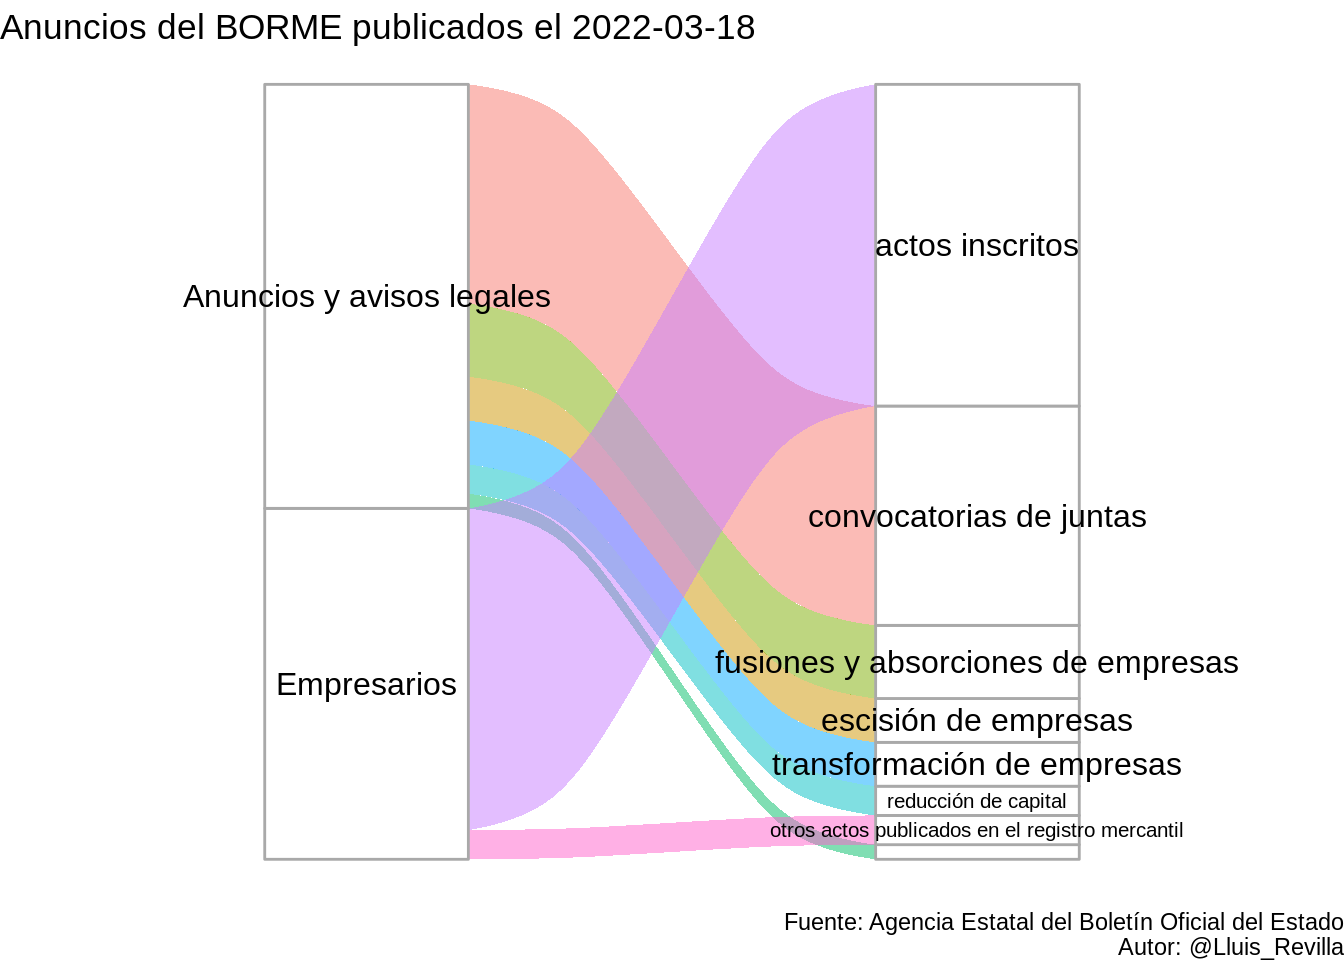 Anuncios del BORME publicados el 2022-03-18
Anuncios y avisos legales
Empresarios
actos inscritos
convocatorias de juntas
fusiones y absorciones de empresas
escisión de empresas
transformación de empresas
reducción de capital
otros actos publicados en el registro mercantil
Fuente: Agencia Estatal del Boletín Oficial del Estado
Autor: @Lluis_Revilla